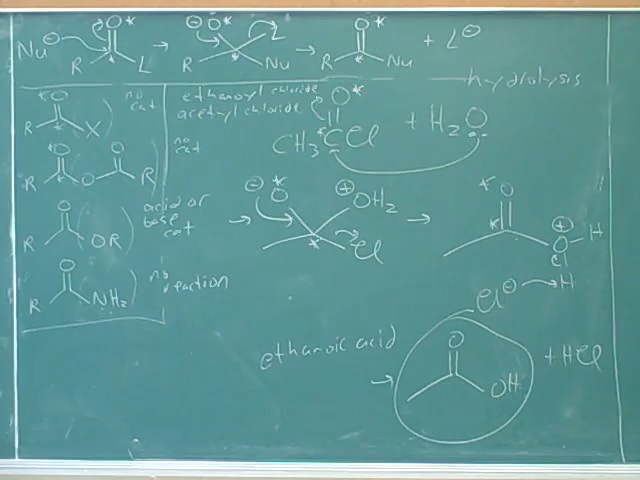 Nu⊖ O* R * L → ⊖ O* L R Nu → O* R * Nu + L⊖
hydrolysis
* O R X no cat
ethanoyl chloride
acetyl chloride
O*
* CH3CCl + H2O
* O O R O R no cat
O R OR acid or base cat
⊖ O * ⊕ OH2 * Cl → * O * ⊕ O H
O R NH2 no reaction
Cl⊖ H
ethanoic acid
→ O OH + HCl